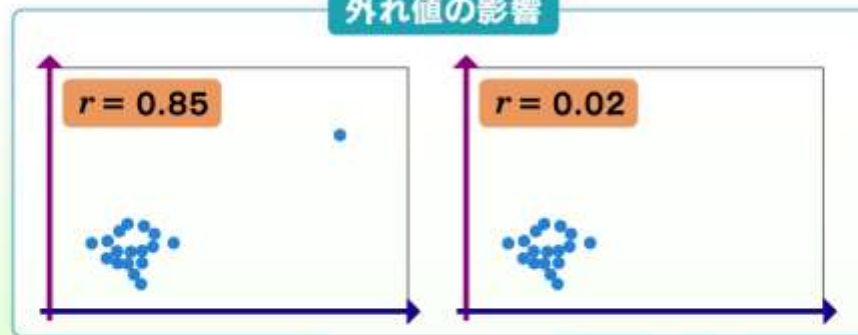 外れ値の影響
r = 0.85
r = 0.02